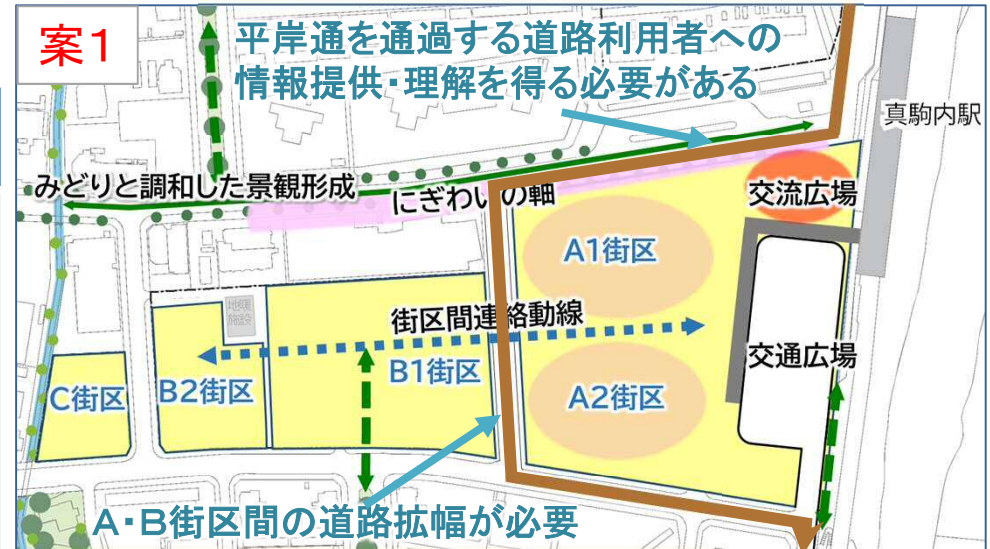 案1
平岸通を通過する道路利用者への
情報提供・理解を得る必要がある
真駒内駅
みどりと調和した景観形成
にぎわいの軸
交流広場
A1街区
地暖
施設
街区間連絡動線
交通広場
C街区
B2街区
B1街区
A2街区
A・B街区間の道路拡幅が必要